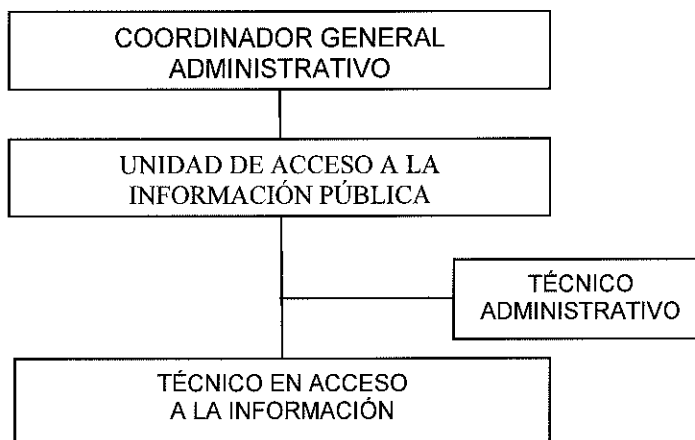 COORDINADOR GENERAL
ADMINISTRATIVO
UNIDAD DE ACCESO A LA
INFORMACIÓN PÚBLICA
TÉCNICO
ADMINISTRATIVO
TÉCNICO EN ACCESO
A LA INFORMACIÓN